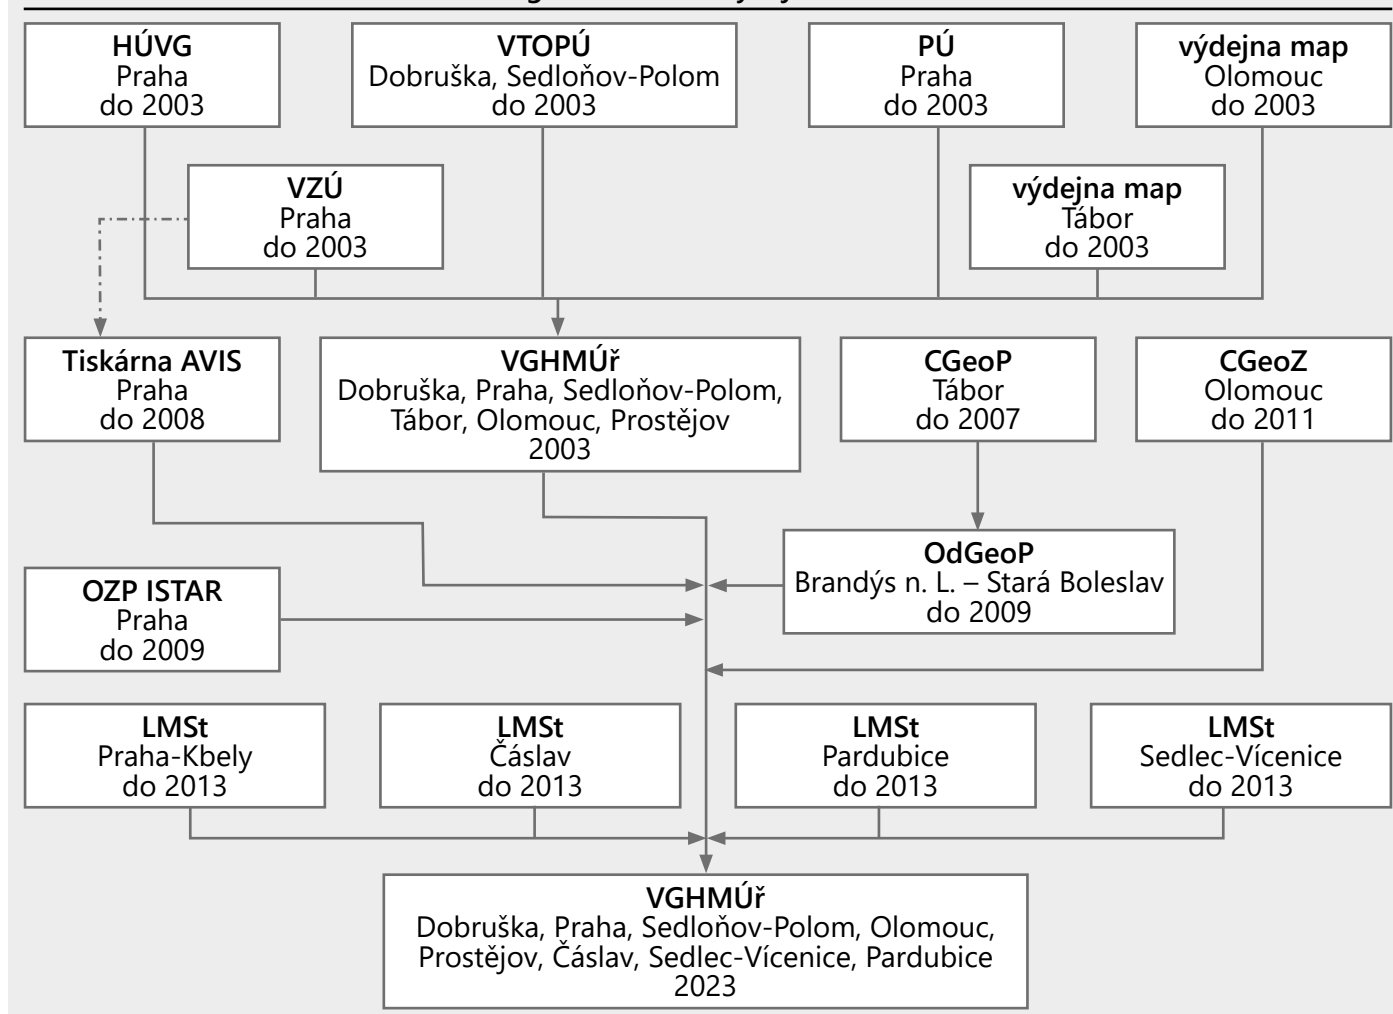 HÚVG
Praha
do 2003
VTOPÚ
Dobruška, Sedloňov-Polom
do 2003
PÚ
Praha
do 2003
výdejna map
Olomouc
do 2003
VZÚ
Praha
do 2003
výdejna map
Tábor
do 2003
Tiskárna AVIS
Praha
do 2008
VGHMÚř
Dobruška, Praha, Sedloňov-Polom,
Tábor, Olomouc, Prostějov
2003
CGeoP
Tábor
do 2007
CGeoZ
Olomouc
do 2011
OdGeoP
Brandýs n. L. – Stará Boleslav
do 2009
OZP ISTAR
Praha
do 2009
LMSt
Praha-Kbely
do 2013
LMSt
Čáslav
do 2013
LMSt
Pardubice
do 2013
LMSt
Sedlec-Vícenice
do 2013
VGHMÚř
Dobruška, Praha, Sedloňov-Polom, Olomouc,
Prostějov, Čáslav, Sedlec-Vícenice, Pardubice
2023